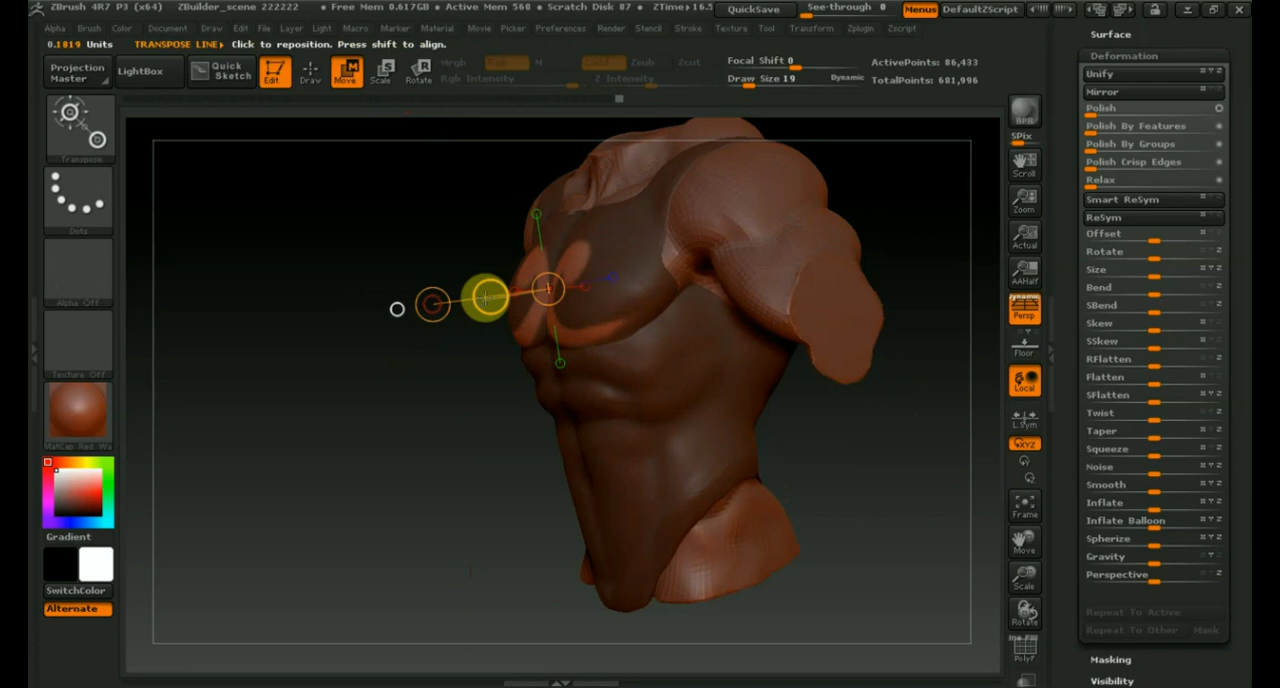 ZBrush 4R7 P3 (x64) ZBuilder_scene 222222 • Free Mem 0.617GB • Active Mem 560 • Scratch Disk 87 • ZTime▸16.5 QuickSave See-through 0 Menus DefaultZScript
Alpha Brush Color Document Draw Edit File Layer Light Macro Marker Material Movie Picker Preferences Render Stencil Stroke Texture Tool Transform Zplugin Zscript
0.1819 Units TRANSPOSE LINE▸ Click to reposition. Press shift to align.
Projection Master
LightBox
Quick Sketch
Edit
Draw
Move
Scale
Rotate
Mrgb Rgb M
Rgb Intensity
Zadd Zsub Zcut
Z Intensity
Focal Shift 0
Draw Size 19 Dynamic
ActivePoints: 86,433
TotalPoints: 681,996
Transpose
Dots
Alpha Off
Texture Off
MatCap Red Wa
Gradient
SwitchColor
Alternate
BPR
SPix
Scroll
Zoom
Actual
AAHalf
Dynamic
Persp
Floor
Local
L.Sym
XYZ
Frame
Move
Scale
Rotate
PolyF
Surface
Deformation
Unify
Mirror
Polish
Polish By Features
Polish By Groups
Polish Crisp Edges
Relax
Smart ReSym
ReSym
Offset
Rotate
Size
Bend
SBend
Skew
SSkew
RFlatten
Flatten
SFlatten
Twist
Taper
Squeeze
Noise
Smooth
Inflate
Inflate Balloon
Spherize
Gravity
Perspective
Repeat To Active
Repeat To Other Mask
Masking
Visibility